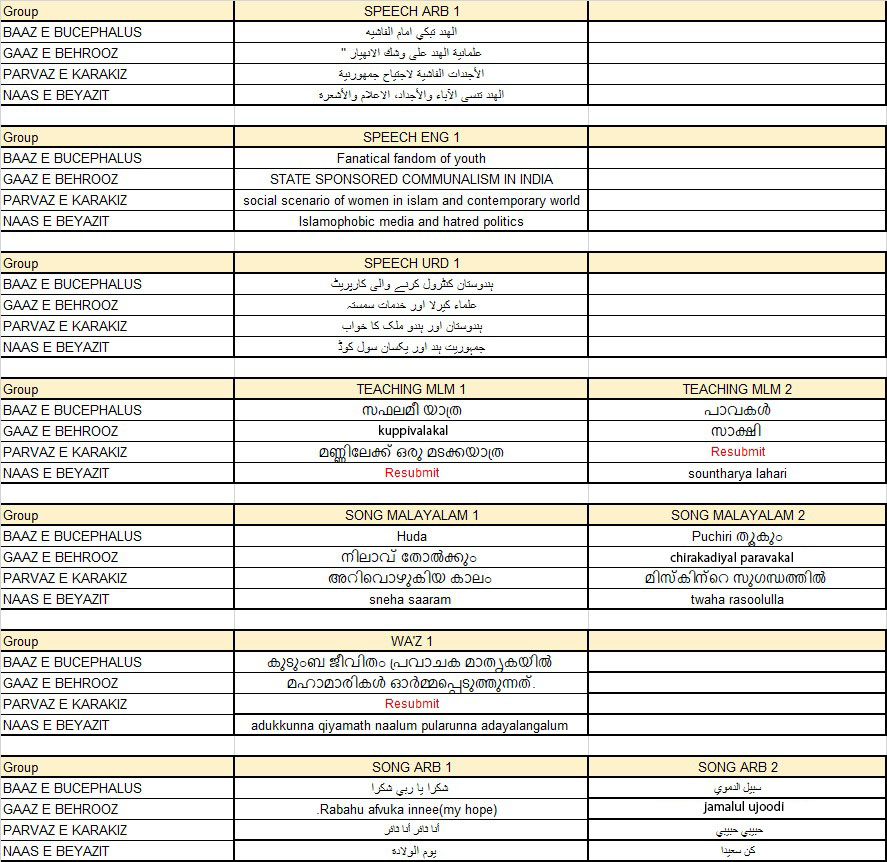 Group SPEECH ARB 1
BAAZ E BUCEPHALUS الهند تبكي امام الفاشيه
GAAZ E BEHROOZ علمانية الهند على وشك الانهيار "
PARVAZ E KARAKIZ الأجندات الفاشية لاجتياح جمهورنية
NAAS E BEYAZIT الهند تنسى الآباء والأجداد، الاعلام والأشعرة
Group SPEECH ENG 1
BAAZ E BUCEPHALUS Fanatical fandom of youth
GAAZ E BEHROOZ STATE SPONSORED COMMUNALISM IN INDIA
PARVAZ E KARAKIZ social scenario of women in islam and contemporary world
NAAS E BEYAZIT Islamophobic media and hatred politics
Group SPEECH URD 1
BAAZ E BUCEPHALUS ہندوستان کنٹرول کرنے والی کارپریٹ
GAAZ E BEHROOZ علماء کیرلا اور خدمات سمستہ
PARVAZ E KARAKIZ ہندوستان اور ہندو ملک کا خواب
NAAS E BEYAZIT جمہوریت ہند اور یکسان سول کوڈ
Group TEACHING MLM 1 TEACHING MLM 2
BAAZ E BUCEPHALUS സഫലമീ യാത്ര പാവകൾ
GAAZ E BEHROOZ kuppivalakal സാക്ഷി
PARVAZ E KARAKIZ മണ്ണിലേക്ക് ഒരു മടക്കയാത്ര Resubmit
NAAS E BEYAZIT Resubmit sountharya lahari
Group SONG MALAYALAM 1 SONG MALAYALAM 2
BAAZ E BUCEPHALUS Huda Puchiri തൂകും
GAAZ E BEHROOZ നിലാവ് തോൽക്കും chirakadiyal paravakal
PARVAZ E KARAKIZ അറിവൊഴുകിയ കാലം മിസ്കിന്റെ സുഗന്ധത്തിൽ
NAAS E BEYAZIT sneha saaram twaha rasoolulla
Group WA'Z 1
BAAZ E BUCEPHALUS കുടുംബ ജീവിതം പ്രവാചക മാതൃകയിൽ
GAAZ E BEHROOZ മഹാമാരികൾ ഓർമ്മപ്പെടുത്തുന്നത്.
PARVAZ E KARAKIZ Resubmit
NAAS E BEYAZIT adukkunna qiyamath naalum pularunna adayalangalum
Group SONG ARB 1 SONG ARB 2
BAAZ E BUCEPHALUS شكرا يا ربي شكرا سبيل الدموي
GAAZ E BEHROOZ .Rabahu afvuka innee(my hope) jamalul ujoodi
PARVAZ E KARAKIZ أنا ثائر أنا ثائر حبيبي حبيبي
NAAS E BEYAZIT يوم الولادة كن سعيدا